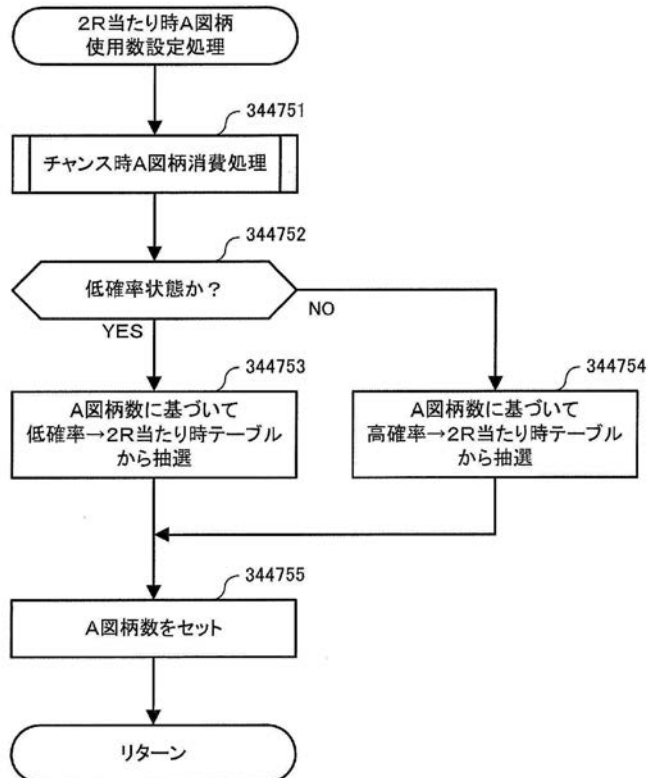 2R当たり時A図柄
使用数設定処理
344751
チャンス時A図柄消費処理
344752
低確率状態か?
YES
NO
344753
A図柄数に基づいて
低確率→2R当たり時テーブル
から抽選
344754
A図柄数に基づいて
高確率→2R当たり時テーブル
から抽選
344755
A図柄数をセット
リターン